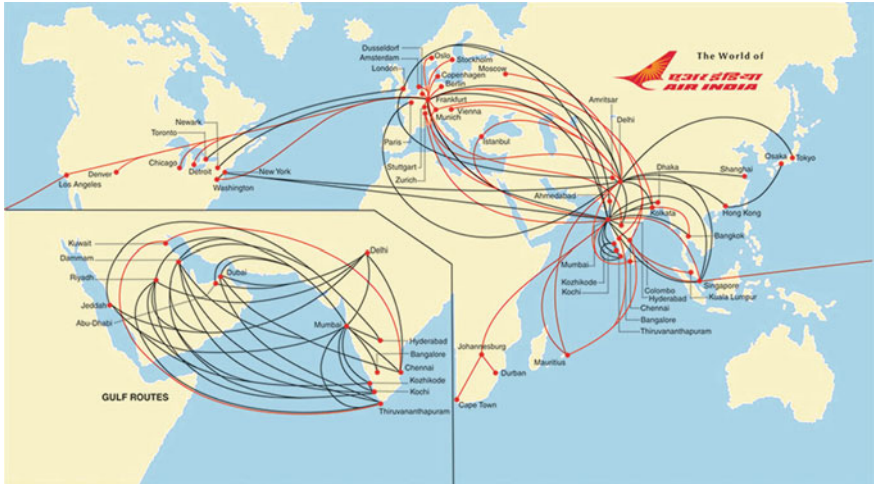 The World of
एअर इंडिया
AIR INDIA
Dusseldorf
Amsterdam
London
Oslo
Stockholm
Moscow
Copenhagen
Berlin
Frankfurt
Vienna
Munich
Paris
Istanbul
Stuttgart
Zurich
Newark
Toronto
Chicago
Detroit
New York
Washington
Denver
Los Angeles
Amritsar
Delhi
Dhaka
Shanghai
Osaka
Tokyo
Ahmedabad
Kolkata
Hong Kong
Bangkok
Mumbai
Kozhikode
Kochi
Colombo
Hyderabad
Chennai
Bangalore
Thiruvananthapuram
Singapore
Kuala Lumpur
Johannesburg
Durban
Cape Town
Mauritius
Kuwait
Dammam
Riyadh
Dubai
Delhi
Jeddah
Abu-Dhabi
Mumbai
Hyderabad
Bangalore
Chennai
Kozhikode
Kochi
Thiruvananthapuram
GULF ROUTES